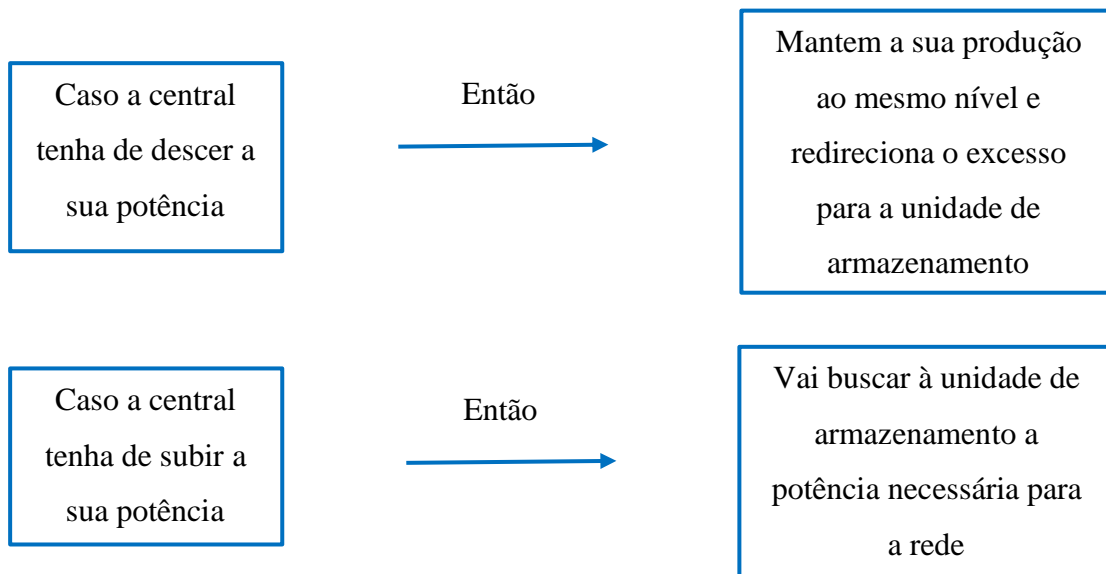 Caso a central
tenha de descer a
sua potência
Então
Mantem a sua produção
ao mesmo nível e
redireciona o excesso
para a unidade de
armazenamento
Caso a central
tenha de subir a
sua potência
Então
Vai buscar à unidade de
armazenamento a
potência necessária para
a rede